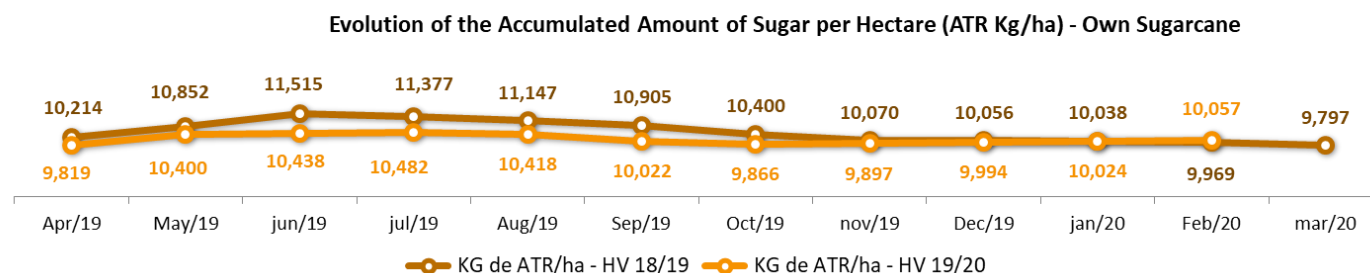 Evolution of the Accumulated Amount of Sugar per Hectare (ATR Kg/ha) - Own Sugarcane
10,214 10,852 11,515 11,377 11,147 10,905 10,400 10,070 10,056 10,038 10,057 9,797
9,819 10,400 10,438 10,482 10,418 10,022 9,866 9,897 9,994 10,024 9,969
Apr/19 May/19 jun/19 jul/19 Aug/19 Sep/19 Oct/19 nov/19 Dec/19 jan/20 Feb/20 mar/20
KG de ATR/ha - HV 18/19 KG de ATR/ha - HV 19/20